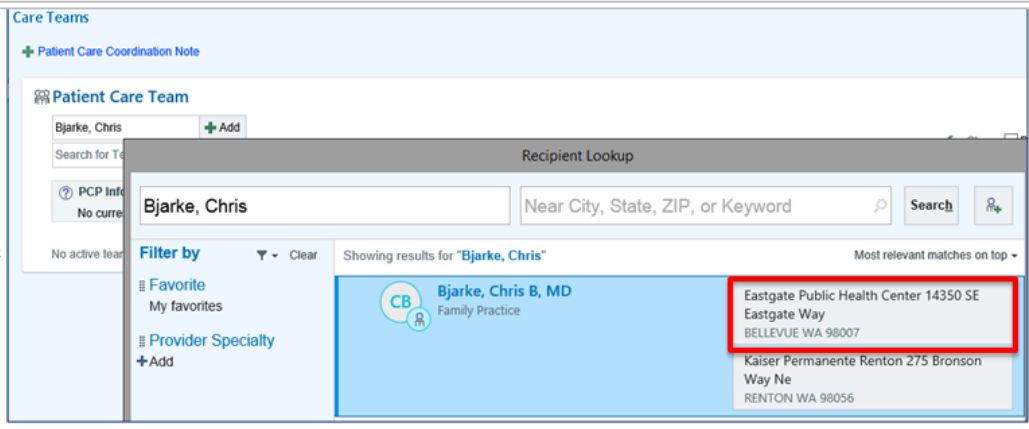 Care Teams
Patient Care Coordination Note
Patient Care Team
Bjarke, Chris
Add
Search for Te
Recipient Lookup
PCP Info
No curre
No active tear
Bjarke, Chris
Near City, State, ZIP, or Keyword
Search
Filter by
Clear
Showing results for "Bjarke, Chris"
Most relevant matches on top
Favorite
My favorites
Provider Specialty
Add
CB
Bjarke, Chris B, MD
Family Practice
Eastgate Public Health Center 14350 SE
Eastgate Way
BELLEVUE WA 98007
Kaiser Permanente Renton 275 Bronson
Way Ne
RENTON WA 98056